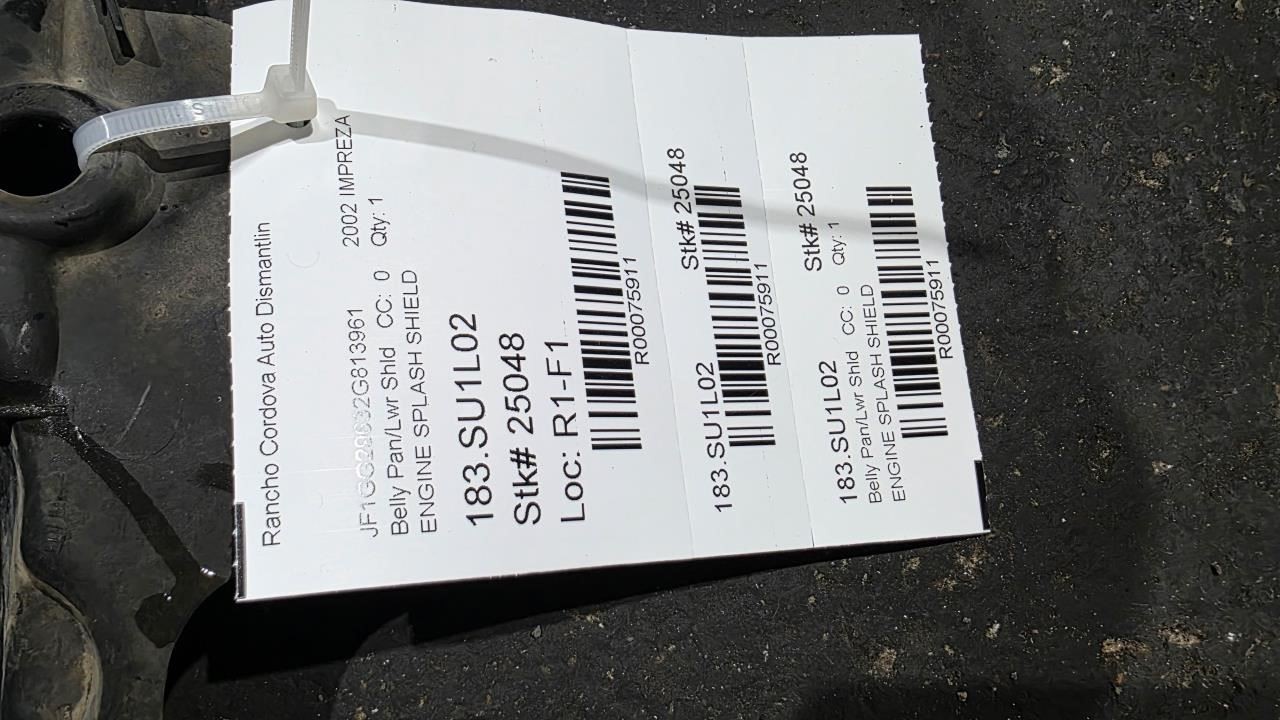 Rancho Cordova Auto Dismantlin
2002 IMPREZA
Belly Pan/Lwr Shld CC: 0 Qty: 1
ENGINE SPLASH SHIELD
183.SU1L02
Stk# 25048
Loc: R1-F1
R00075911
183.SU1L02 Stk# 25048
R00075911
183.SU1L02 Stk# 25048
Belly Pan/Lwr Shld CC: 0 Qty: 1
ENGINE SPLASH SHIELD
R00075911